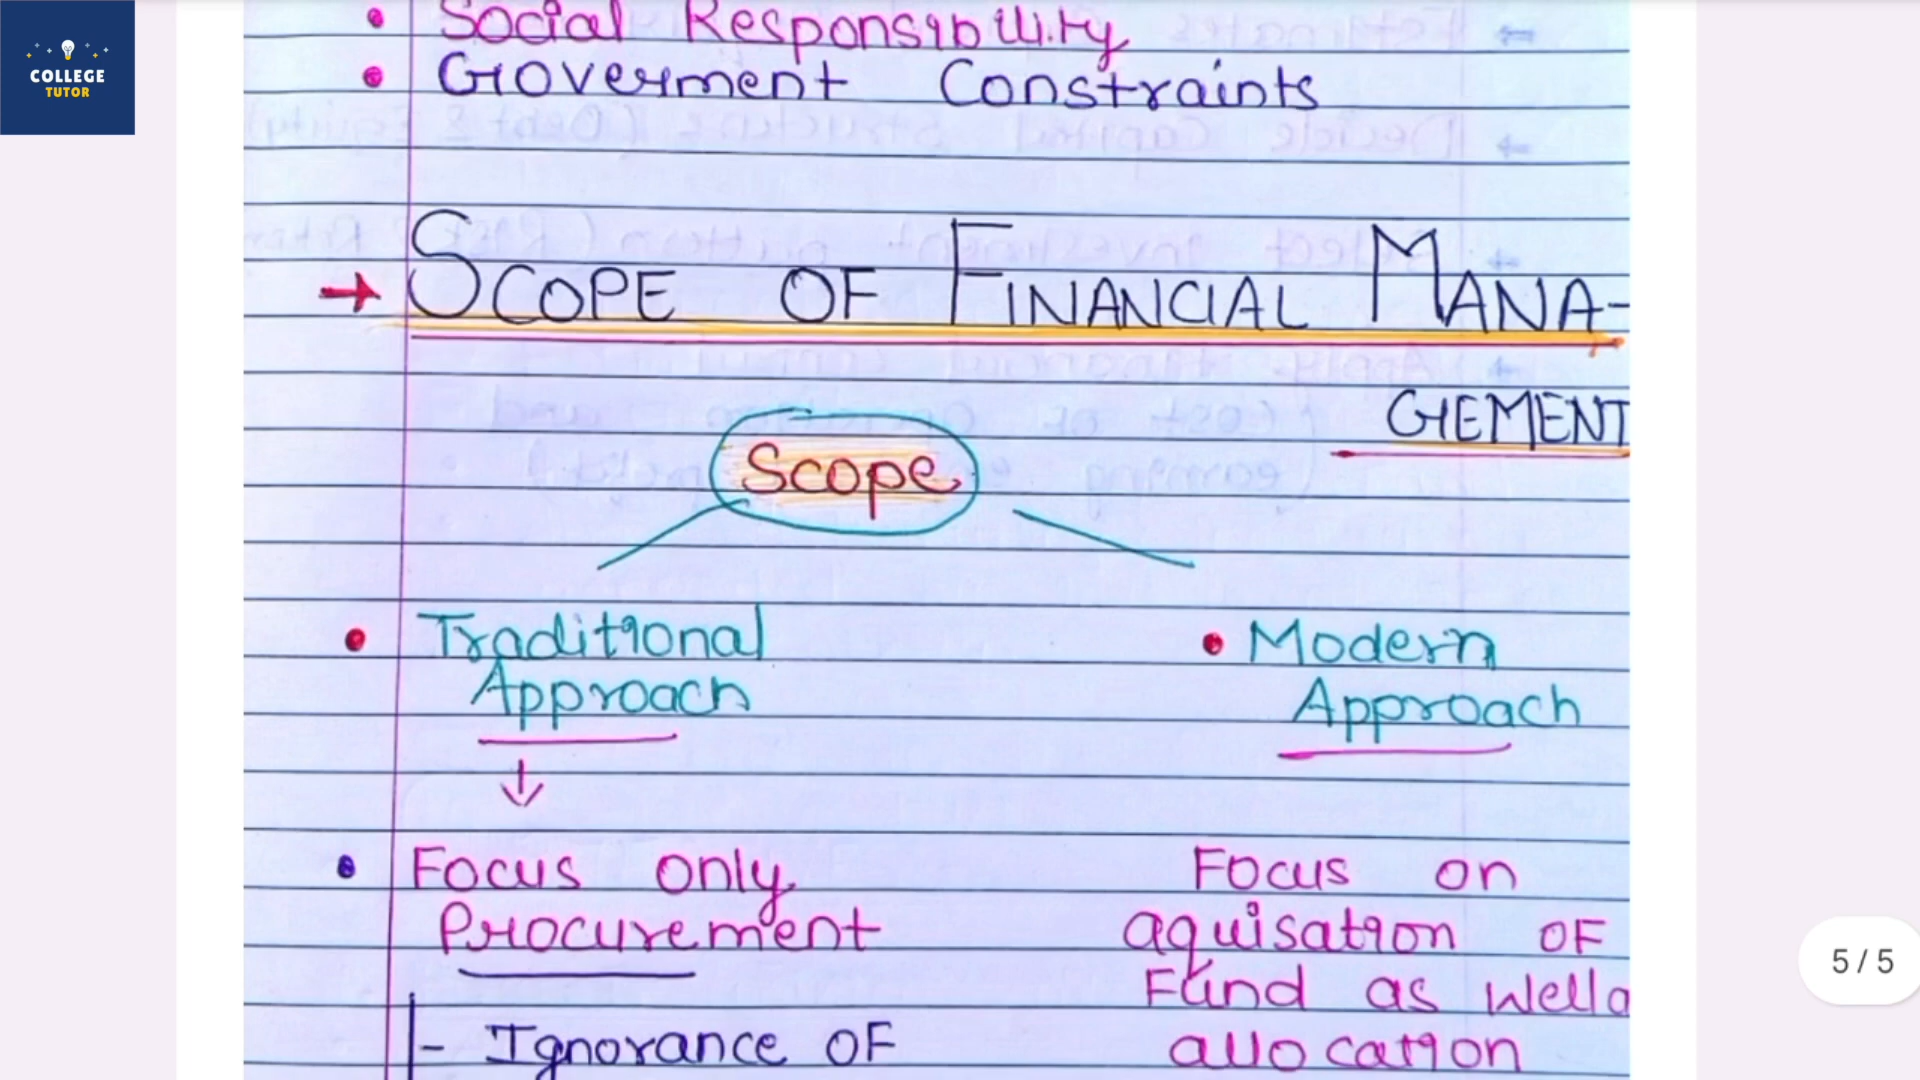 COLLEGE
TUTOR
• Social Responsibility
• Goverment Constraints
→ SCOPE OF FINANCIAL MANA-
GEMENT
Scope
• Traditional
Approach
• Modern
Approach
• Focus only
Procurement
- Ignorance OF
Focus on
aquisation OF
Fund as well a
allocation
5 / 5